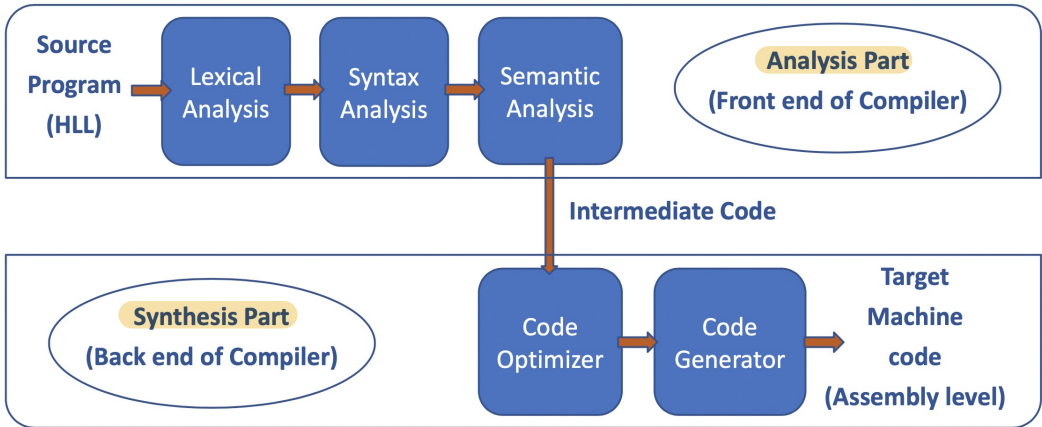 Source
Program
(HLL)
Lexical
Analysis
Syntax
Analysis
Semantic
Analysis
Analysis Part
(Front end of Compiler)
Intermediate Code
Synthesis Part
(Back end of Compiler)
Code
Optimizer
Code
Generator
Target
Machine
code
(Assembly level)